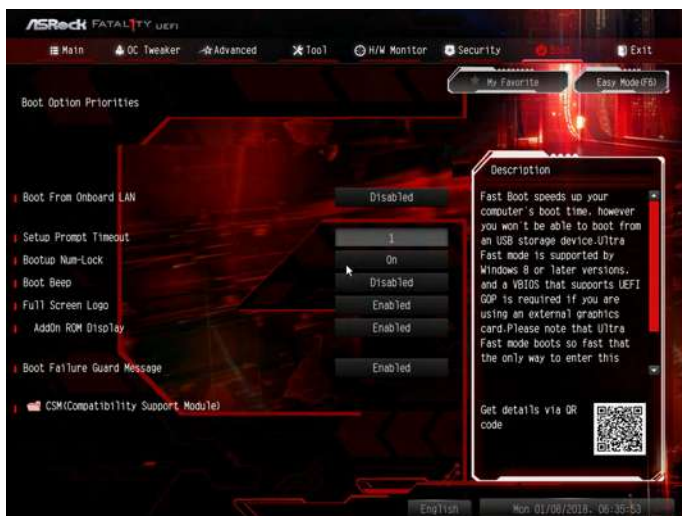 ASRock FATAL1TY UEFI
Main OC Tweaker Advanced Tool H/W Monitor Security Boot Exit
My Favorite Easy Mode(F6)
Boot Option Priorities
Boot From Onboard LAN Disabled
Setup Prompt Timeout 1
Bootup Num-Lock On
Boot Beep Disabled
Full Screen Logo Enabled
AddOn ROM Display Enabled
Boot Failure Guard Message Enabled
CSM(Compatibility Support Module)
Description
Fast Boot speeds up your
computer's boot time, however
you won't be able to boot from
an USB storage device.Ultra
Fast mode is supported by
Windows 8 or later versions,
and a VBIOS that supports UEFI
GOP is required if you are
using an external graphics
card.Please note that Ultra
Fast mode boots so fast that
the only way to enter this
Get details via QR
code
English Mon 01/08/2018, 06:35:53